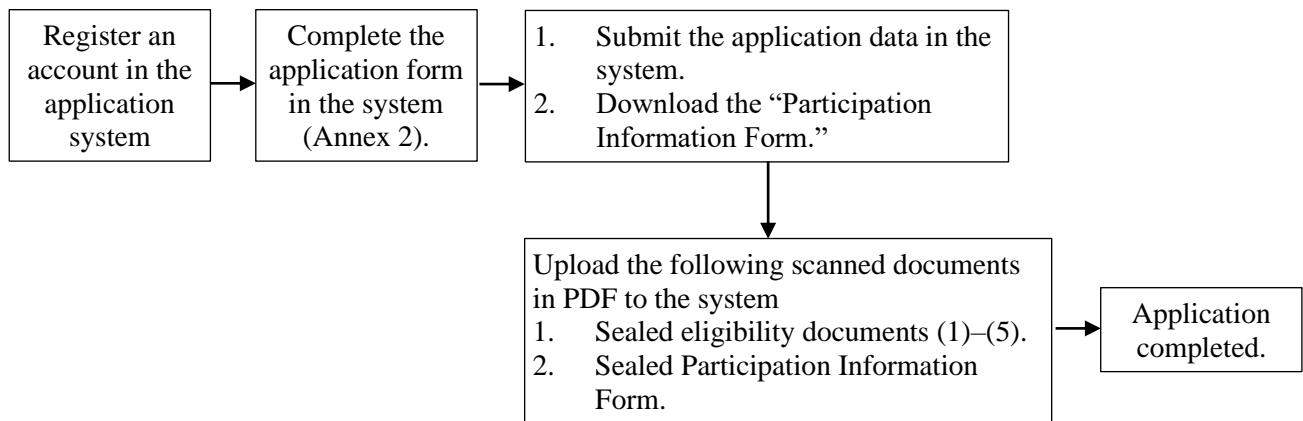 Register an
account in the
application
system
Complete the
application form
in the system
(Annex 2).
1. Submit the application data in the
system.
2. Download the “Participation
Information Form.”
Upload the following scanned documents
in PDF to the system
1. Sealed eligibility documents (1)–(5).
2. Sealed Participation Information
Form.
Application
completed.